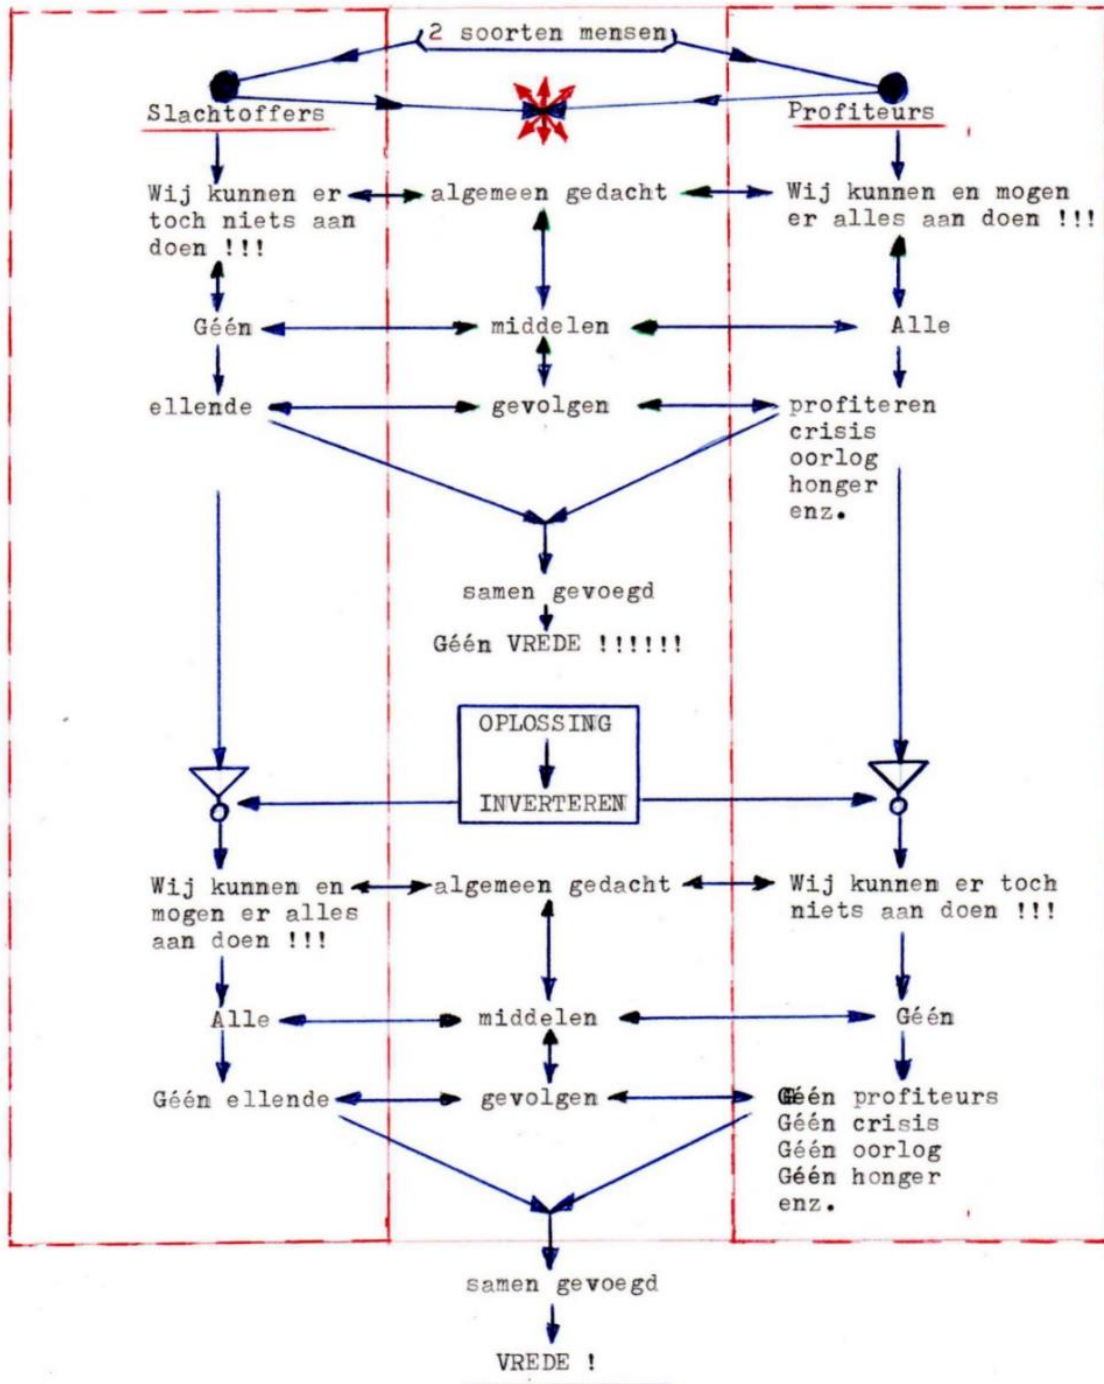 2 soorten mensen
Slachtoffers
Profiteurs
Wij kunnen er
toch niets aan
doen !!!
algemeen gedacht
Wij kunnen en mogen
er alles aan doen !!!
Géén
middelen
Alle
ellende
gevolgen
profiteren
crisis
oorlog
honger
enz.
samen gevoegd
Géén VREDE !!!!!!
OPLOSSING
INVERTEREN
Wij kunnen en
mogen er alles
aan doen !!!
algemeen gedacht
Wij kunnen er toch
niets aan doen !!!
Alle
middelen
Géén
Géén ellende
gevolgen
Géén profiteurs
Géén crisis
Géén oorlog
Géén honger
enz.
samen gevoegd
VREDE !